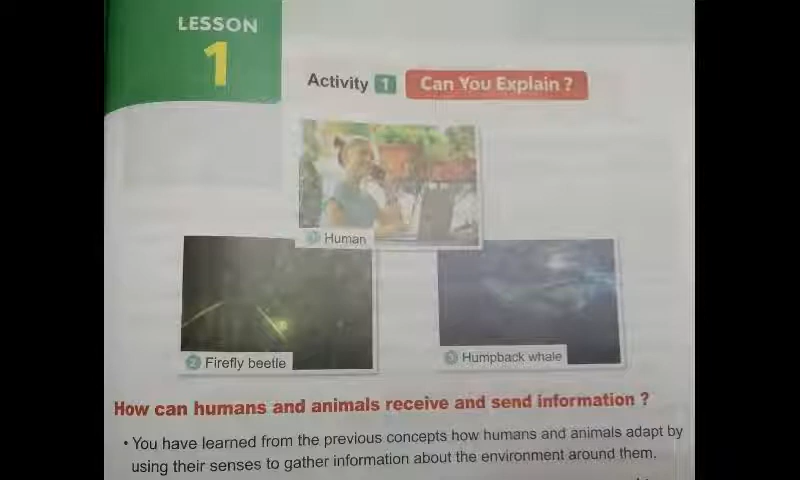 LESSON
1
Activity 1 Can You Explain ?
1 Human
2 Firefly beetle
3 Humpback whale
How can humans and animals receive and send information ?
• You have learned from the previous concepts how humans and animals adapt by
using their senses to gather information about the environment around them.